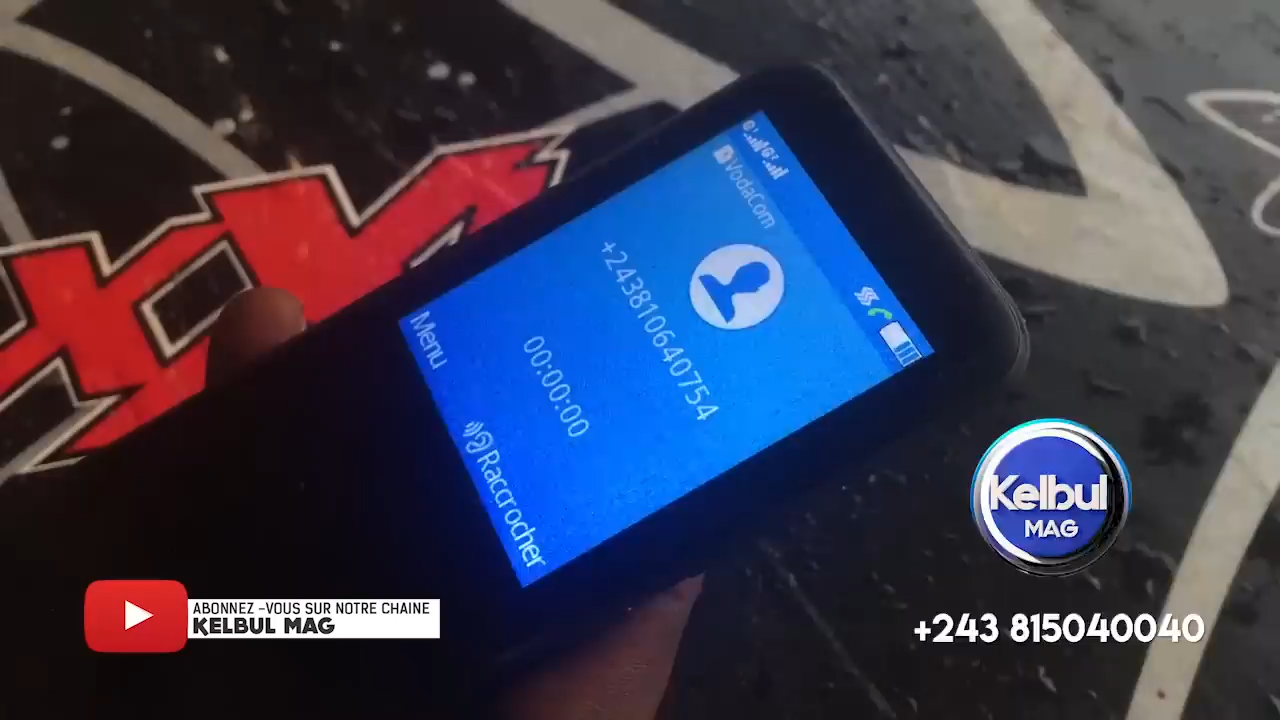 VodaCom
+243810640754
00:00:00
Menu
Raccrocher
Kelbul
MAG
ABONNEZ -VOUS SUR NOTRE CHAINE
KELBUL MAG
+243 815040040